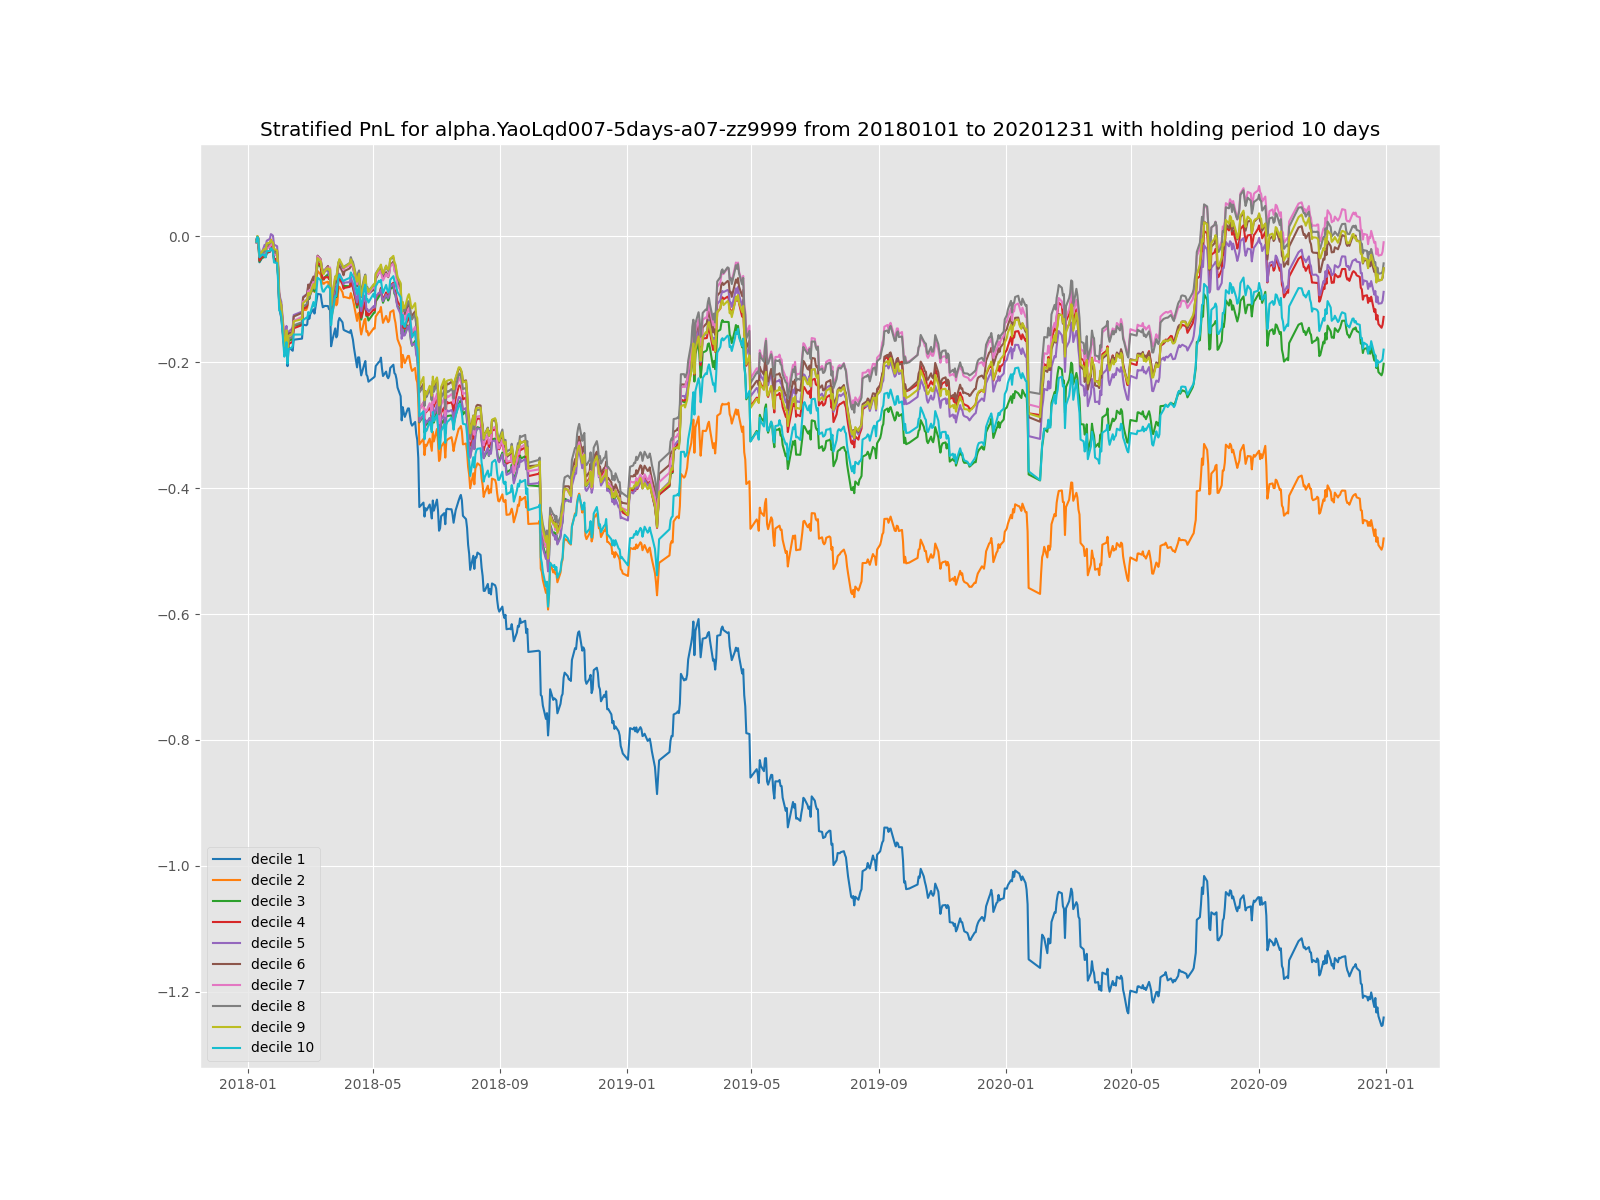 Stratified PnL for alpha.YaoLqd007-5days-a07-zz9999 from 20180101 to 20201231 with holding period 10 days
0.0
−0.2
−0.4
−0.6
−0.8
−1.0
−1.2
decile 1
decile 2
decile 3
decile 4
decile 5
decile 6
decile 7
decile 8
decile 9
decile 10
2018-01 2018-05 2018-09 2019-01 2019-05 2019-09 2020-01 2020-05 2020-09 2021-01